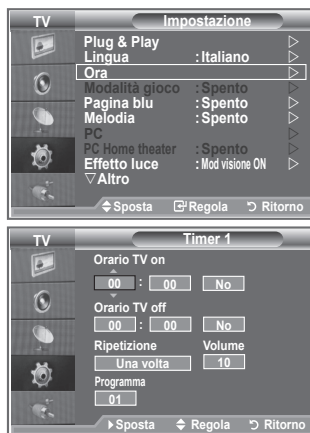 TV Impostazione
Plug & Play
Lingua : Italiano
Ora
Modalità gioco : Spento
Pagina blu : Spento
Melodia : Spento
PC
PC Home theater : Spento
Effetto luce : Mod visione ON
▽Altro
Sposta Regola Ritorno
TV Timer 1
Orario TV on
00 : 00 No
Orario TV off
00 : 00 No
Ripetizione Volume
Una volta 10
Programma
01
Sposta Regola Ritorno